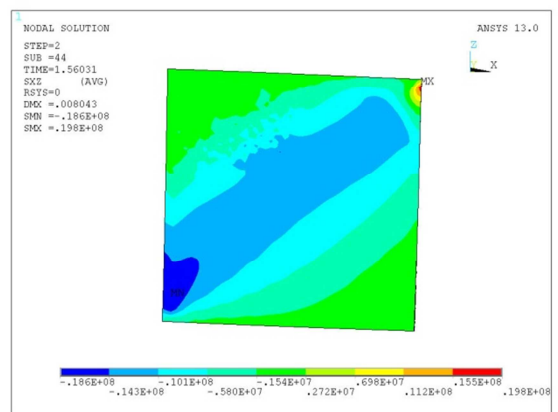 1
NODAL SOLUTION
ANSYS 13.0
STEP=2
SUB =44
TIME=1.56031
SXZ (AVG)
RSYS=0
DMX =.008043
SMN =-.186E+08
SMX =.198E+08
Z
X
MX
MN
-.186E+08 -.101E+08 -.154E+07 .698E+07 .155E+08
-.143E+08 -.580E+07 .272E+07 .112E+08 .198E+08